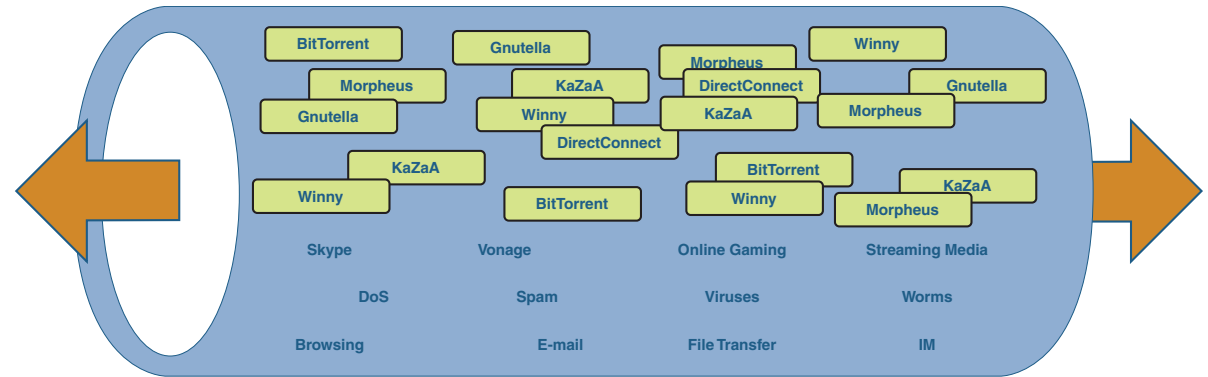 BitTorrent
Gnutella
Morpheus
Winny
Morpheus
KaZaA
DirectConnect
Gnutella
Gnutella
Winny
KaZaA
Morpheus
DirectConnect
KaZaA
BitTorrent
KaZaA
Winny
BitTorrent
Winny
Morpheus
Skype Vonage Online Gaming Streaming Media
DoS Spam Viruses Worms
Browsing E-mail File Transfer IM